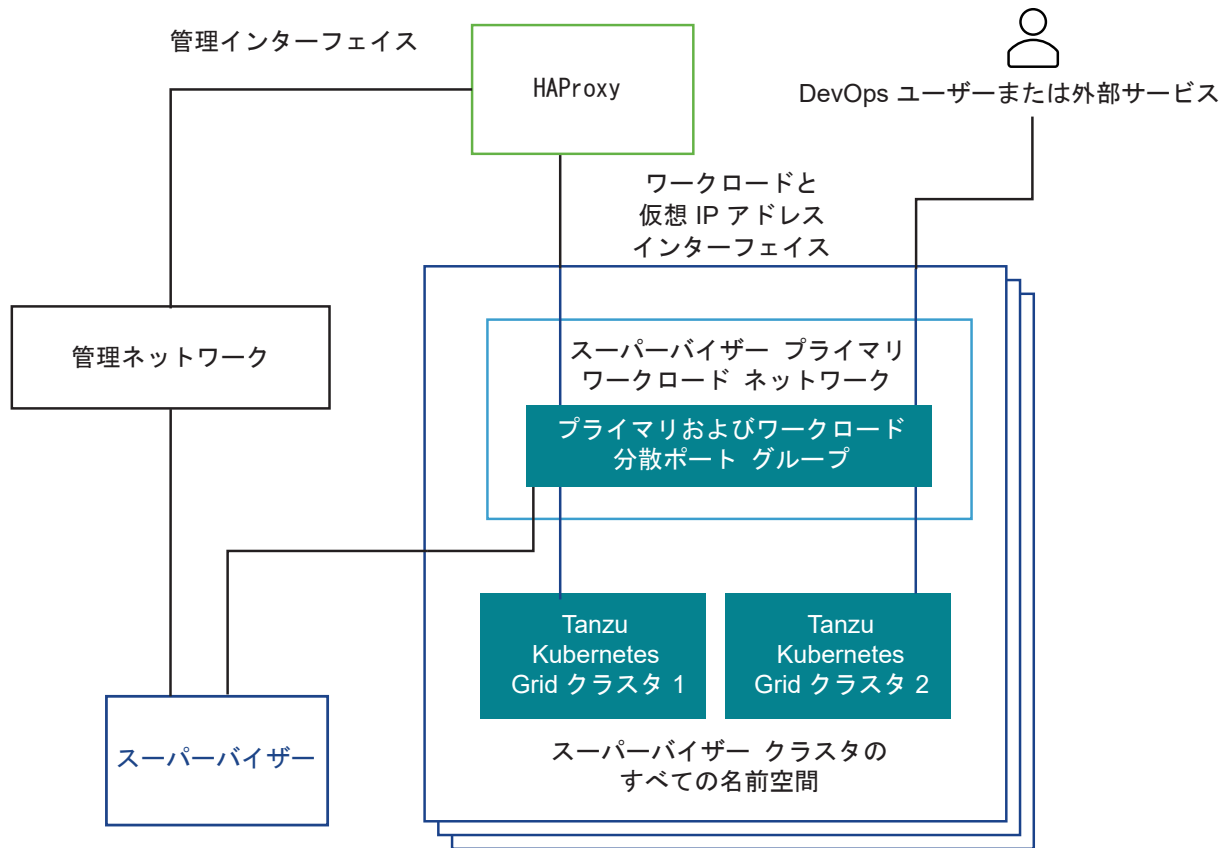 管理インターフェイス
HAProxy
DevOps ユーザーまたは外部サービス
ワークロードと
仮想 IP アドレス
インターフェイス
管理ネットワーク
スーパーバイザー プライマリ
ワークロード ネットワーク
プライマリおよびワークロード
分散ポート グループ
Tanzu
Kubernetes
Grid クラスタ 1
Tanzu
Kubernetes
Grid クラスタ 2
スーパーバイザー
スーパーバイザー クラスタの
すべての名前空間